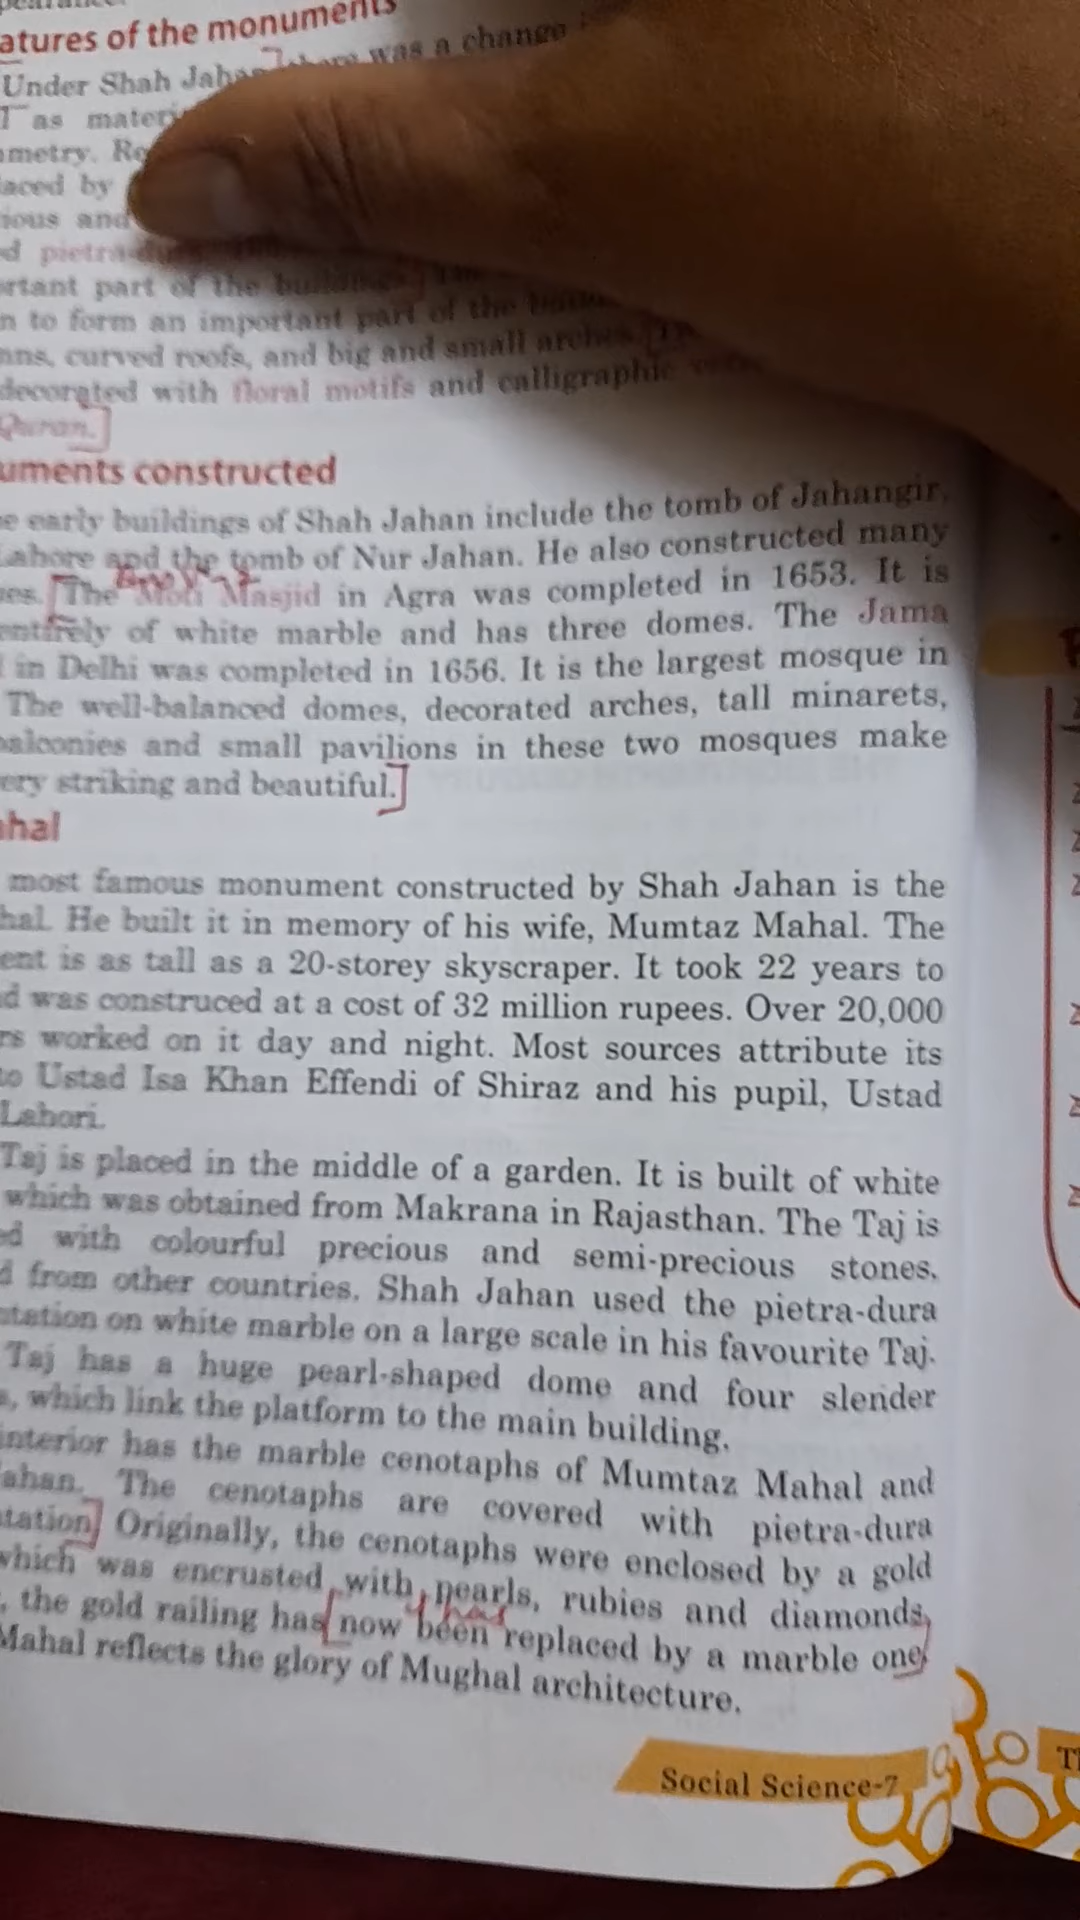 atures of the monuments
Under Shah Jahan there was a change
as materi
metry.
laced by
ious and
d pietra-dura.
rtant part of the buildings.
n to form an important part of the
nns, curved roofs, and big and small arches.
decorated with floral motifs and calligraphic
Quran.
uments constructed
e early buildings of Shah Jahan include the tomb of Jahangir,
Lahore and the tomb of Nur Jahan. He also constructed many
es. The Moti Masjid in Agra was completed in 1653. It is
entirely of white marble and has three domes. The Jama
in Delhi was completed in 1656. It is the largest mosque in
The well-balanced domes, decorated arches, tall minarets,
balconies and small pavilions in these two mosques make
ery striking and beautiful.
ahal
most famous monument constructed by Shah Jahan is the
hal. He built it in memory of his wife, Mumtaz Mahal. The
ent is as tall as a 20-storey skyscraper. It took 22 years to
d was construced at a cost of 32 million rupees. Over 20,000
rs worked on it day and night. Most sources attribute its
to Ustad Isa Khan Effendi of Shiraz and his pupil, Ustad
Lahori.
Taj is placed in the middle of a garden. It is built of white
which was obtained from Makrana in Rajasthan. The Taj is
ed with colourful precious and semi-precious stones,
d from other countries. Shah Jahan used the pietra-dura
ntation on white marble on a large scale in his favourite Taj.
Taj has a huge pearl-shaped dome and four slender
s, which link the platform to the main building.
interior has the marble cenotaphs of Mumtaz Mahal and
Jahan. The cenotaphs are covered with pietra-dura
ntation. Originally, the cenotaphs were enclosed by a gold
which was encrusted with pearls, rubies and diamonds,
, the gold railing has now been replaced by a marble one
Mahal reflects the glory of Mughal architecture.
Social Science-7